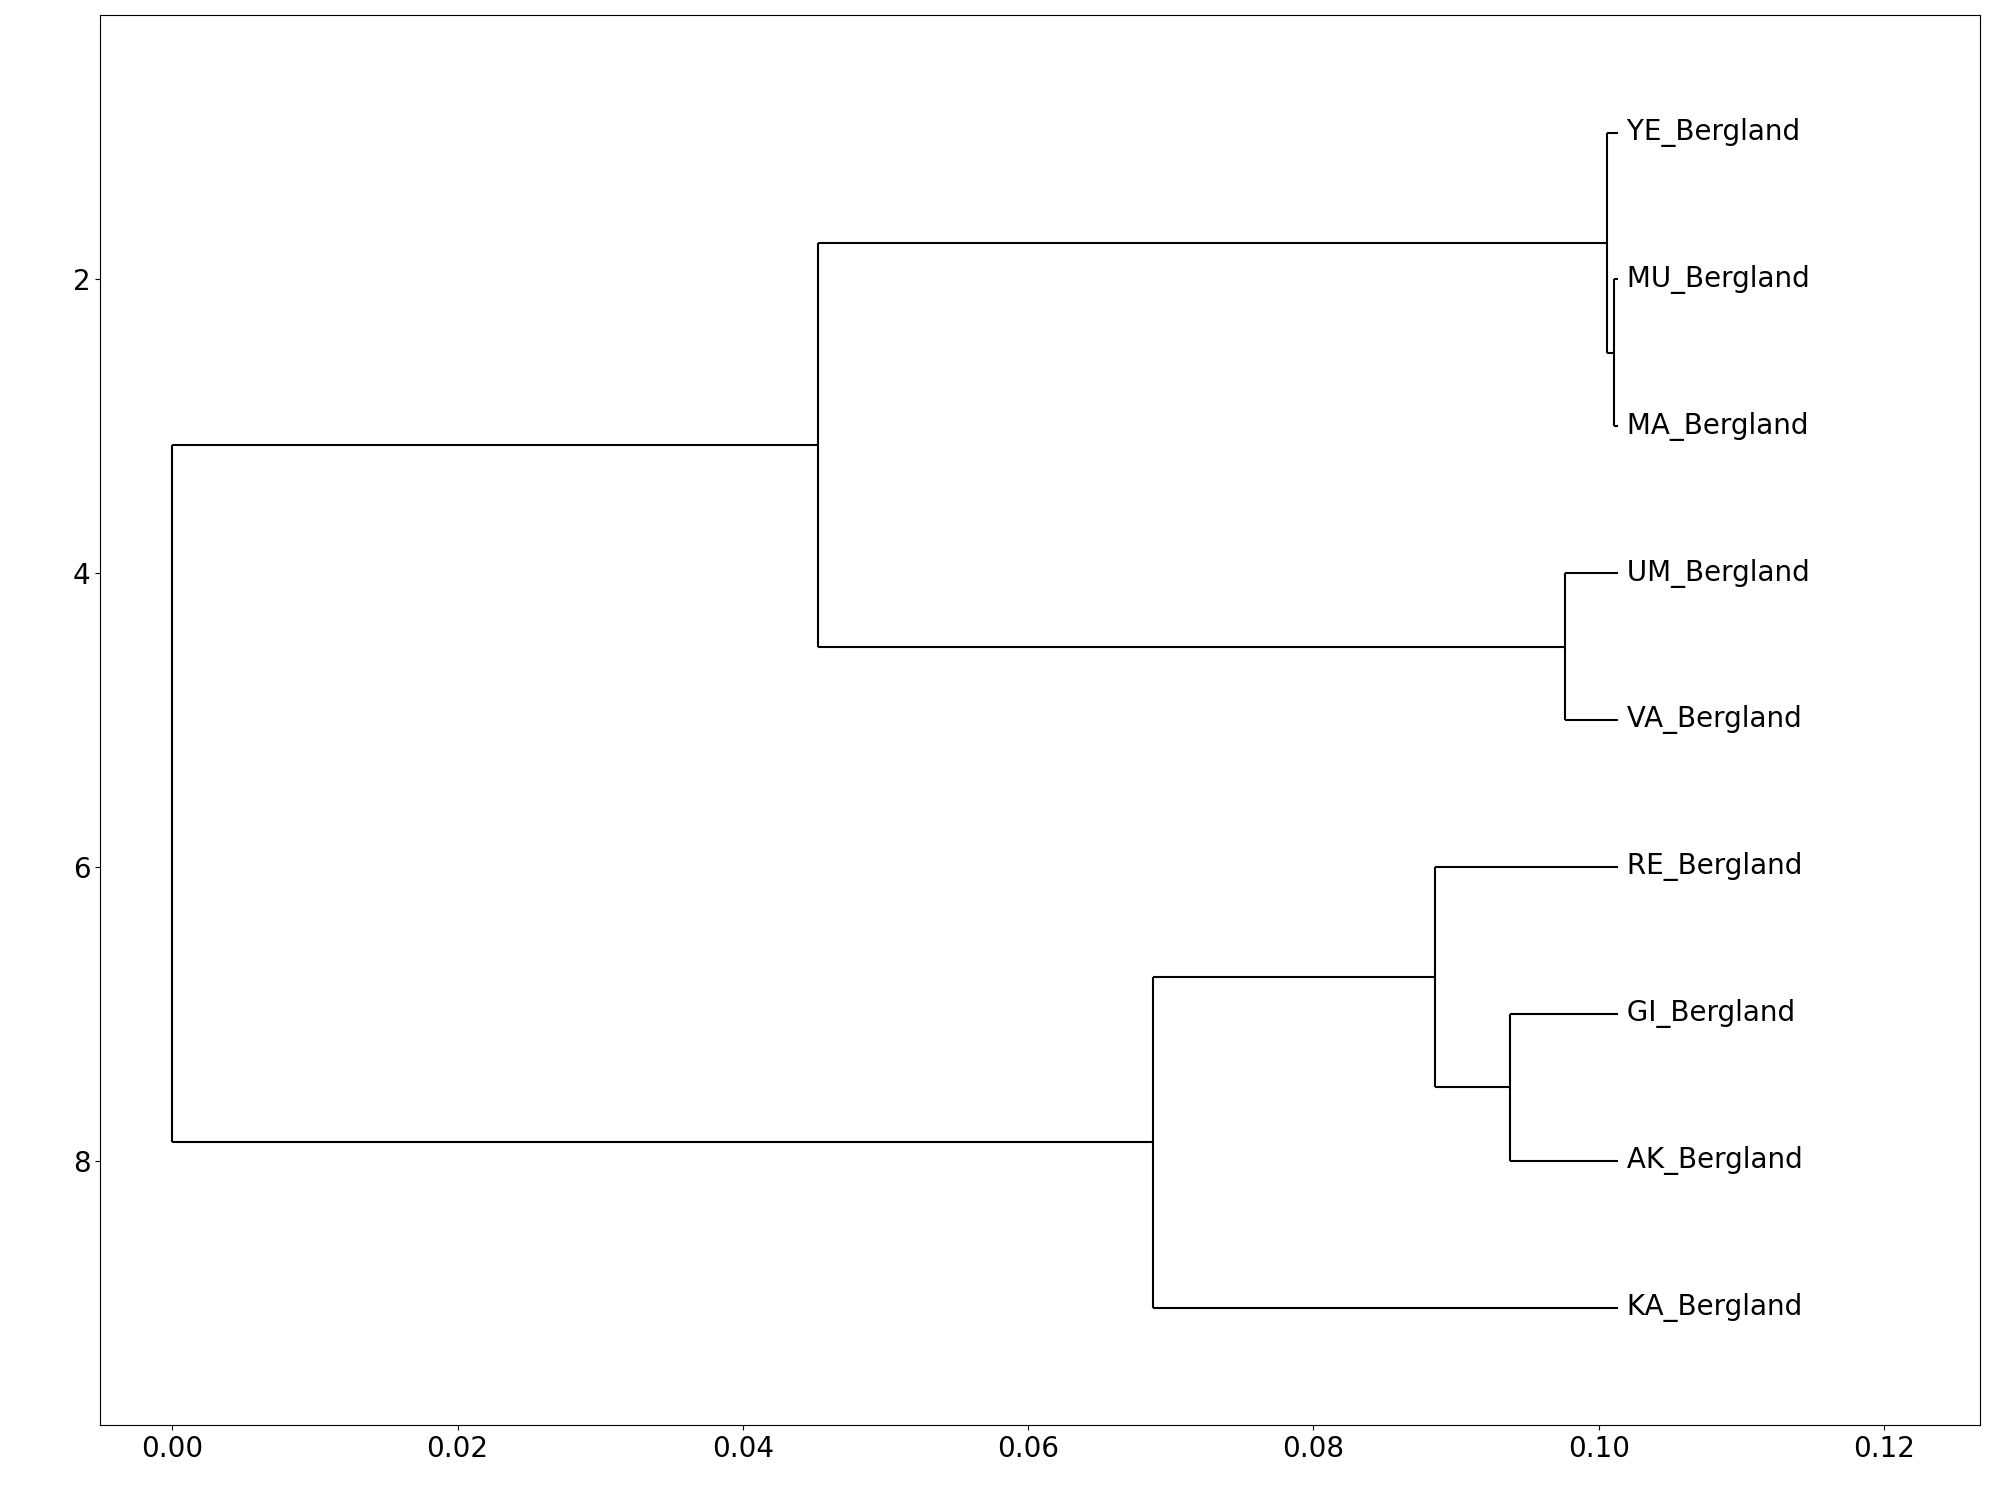 YE_Bergland
2
MU_Bergland
MA_Bergland
4
UM_Bergland
VA_Bergland
6
RE_Bergland
GI_Bergland
8
AK_Bergland
KA_Bergland
0.00 0.02 0.04 0.06 0.08 0.10 0.12